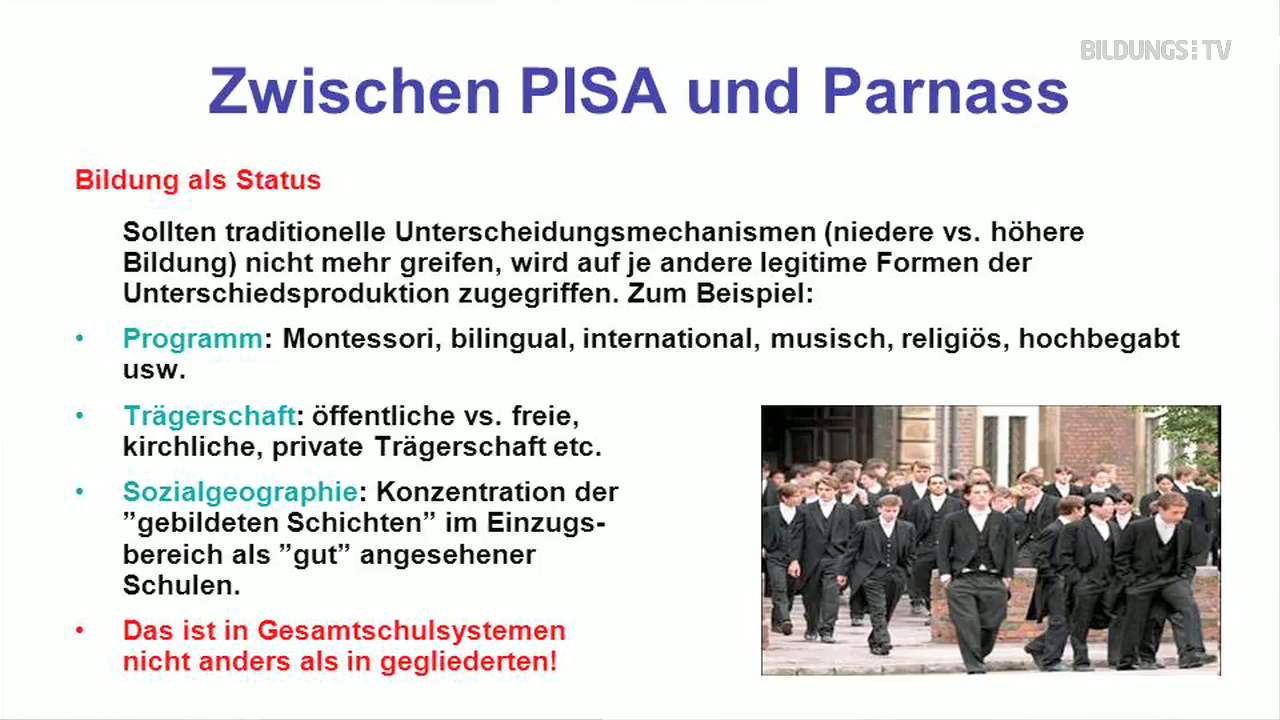 BILDUNGS:TV
Zwischen PISA und Parnass
Bildung als Status
Sollten traditionelle Unterscheidungsmechanismen (niedere vs. höhere
Bildung) nicht mehr greifen, wird auf je andere legitime Formen der
Unterschiedsproduktion zugegriffen. Zum Beispiel:
• Programm: Montessori, bilingual, international, musisch, religiös, hochbegabt
usw.
• Trägerschaft: öffentliche vs. freie,
kirchliche, private Trägerschaft etc.
• Sozialgeographie: Konzentration der
”gebildeten Schichten” im Einzugs-
bereich als ”gut” angesehener
Schulen.
• Das ist in Gesamtschulsystemen
nicht anders als in gegliederten!